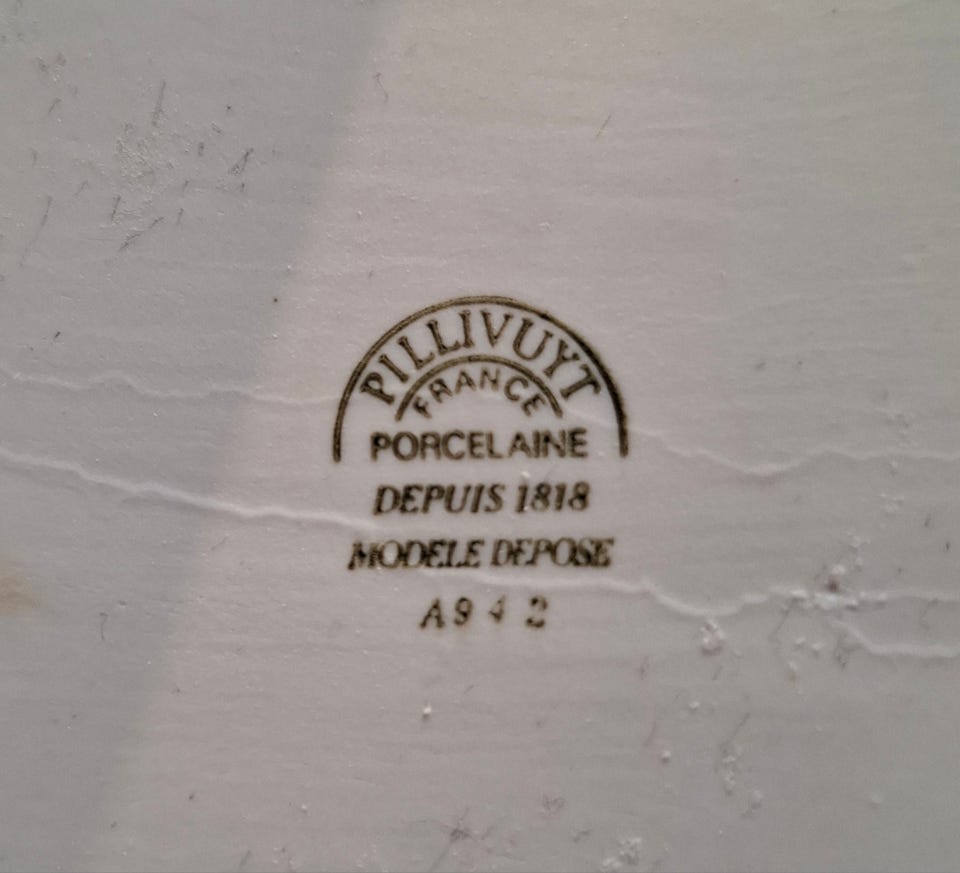 PILLIVUYT
FRANCE
PORCELAINE
DEPUIS 1818
MODELE DEPOSE
A942